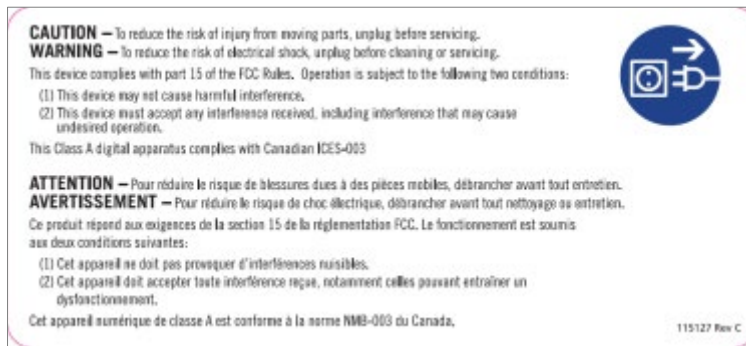 CAUTION – To reduce the risk of injury from moving parts, unplug before servicing.
WARNING – To reduce the risk of electrical shock, unplug before cleaning or servicing.
This device complies with part 15 of the FCC Rules. Operation is subject to the following two conditions:
(1) This device may not cause harmful interference.
(2) This device must accept any interference received, including interference that may cause
undesired operation.
This Class A digital apparatus complies with Canadian ICES-003
ATTENTION – Pour réduire le risque de blessures dues à des pièces mobiles, débrancher avant tout entretien.
AVERTISSEMENT – Pour réduire le risque de choc électrique, débrancher avant tout nettoyage ou entretien.
Ce produit répond aux exigences de la section 15 de la réglementation FCC. Le fonctionnement est soumis
aux deux conditions suivantes:
(1) Cet appareil ne doit pas provoquer d'interférences nuisibles.
(2) Cet appareil doit accepter toute interférence reçue, notamment celles pouvant entraîner un
dysfonctionnement.
Cet appareil numérique de classe A est conforme à la norme NMB-003 du Canada.
115127 Rev C